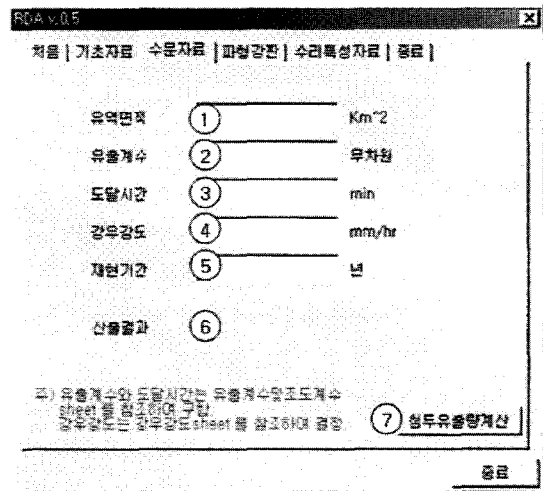 RDA v.0.5
처음 | 기초자료 수문자료 | 파형강판 | 수리특성자료 | 종료 |
유역면적 ① Km^2
유출계수 ② 무차원
도달시간 ③ min
강우강도 ④ mm/hr
재현기간 ⑤ 년
산출결과 ⑥
주) 유출계수와 도달시간는 유출계수및조도계수
sheet 를 참조하여 구함.
강우강도는 강우강도sheet 를 참조하여 결정
⑦ 첨두유출량계산
종료